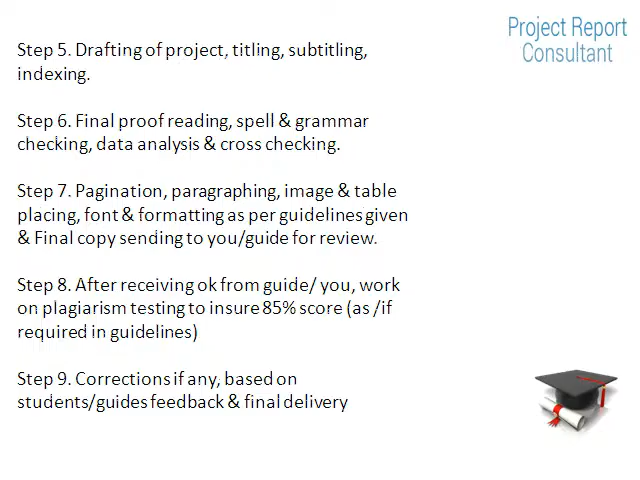 Project Report
Consultant
Step 5. Drafting of project, titling, subtitling,
indexing.
Step 6. Final proof reading, spell & grammar
checking, data analysis & cross checking.
Step 7. Pagination, paragraphing, image & table
placing, font & formatting as per guidelines given
& Final copy sending to you/guide for review.
Step 8. After receiving ok from guide/ you, work
on plagiarism testing to insure 85% score (as /if
required in guidelines)
Step 9. Corrections if any, based on
students/guides feedback & final delivery